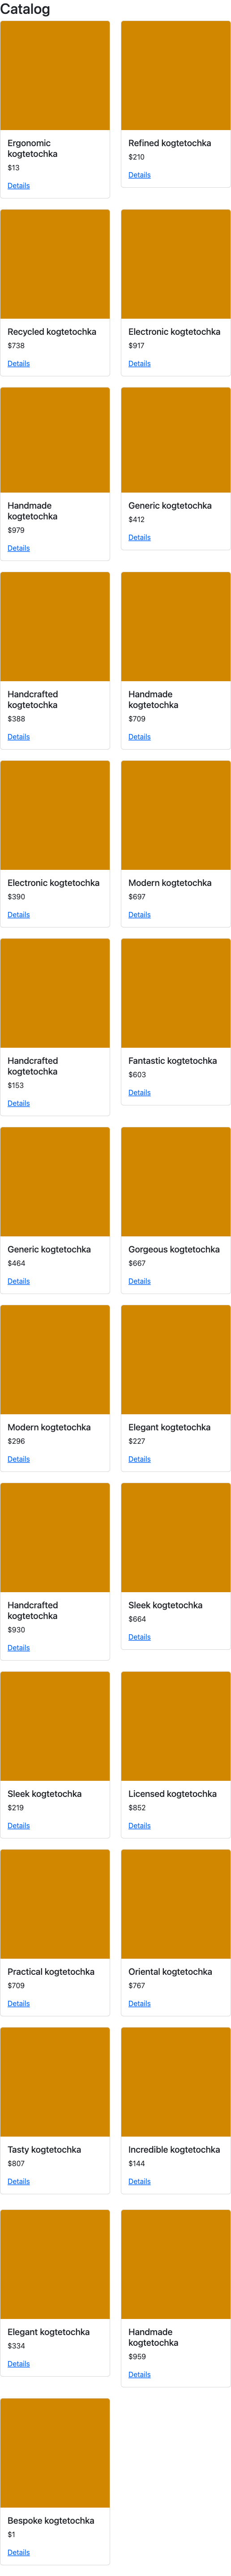 Catalog
Ergonomic
kogtetochka
$13
Details
Refined kogtetochka
$210
Details
Recycled kogtetochka
$738
Details
Electronic kogtetochka
$917
Details
Handmade
kogtetochka
$979
Details
Generic kogtetochka
$412
Details
Handcrafted
kogtetochka
$388
Details
Handmade
kogtetochka
$709
Details
Electronic kogtetochka
$390
Details
Modern kogtetochka
$697
Details
Handcrafted
kogtetochka
$153
Details
Fantastic kogtetochka
$603
Details
Generic kogtetochka
$464
Details
Gorgeous kogtetochka
$667
Details
Modern kogtetochka
$296
Details
Elegant kogtetochka
$227
Details
Handcrafted
kogtetochka
$930
Details
Sleek kogtetochka
$664
Details
Sleek kogtetochka
$219
Details
Licensed kogtetochka
$852
Details
Practical kogtetochka
$709
Details
Oriental kogtetochka
$767
Details
Tasty kogtetochka
$807
Details
Incredible kogtetochka
$144
Details
Elegant kogtetochka
$334
Details
Handmade
kogtetochka
$959
Details
Bespoke kogtetochka
$1
Details